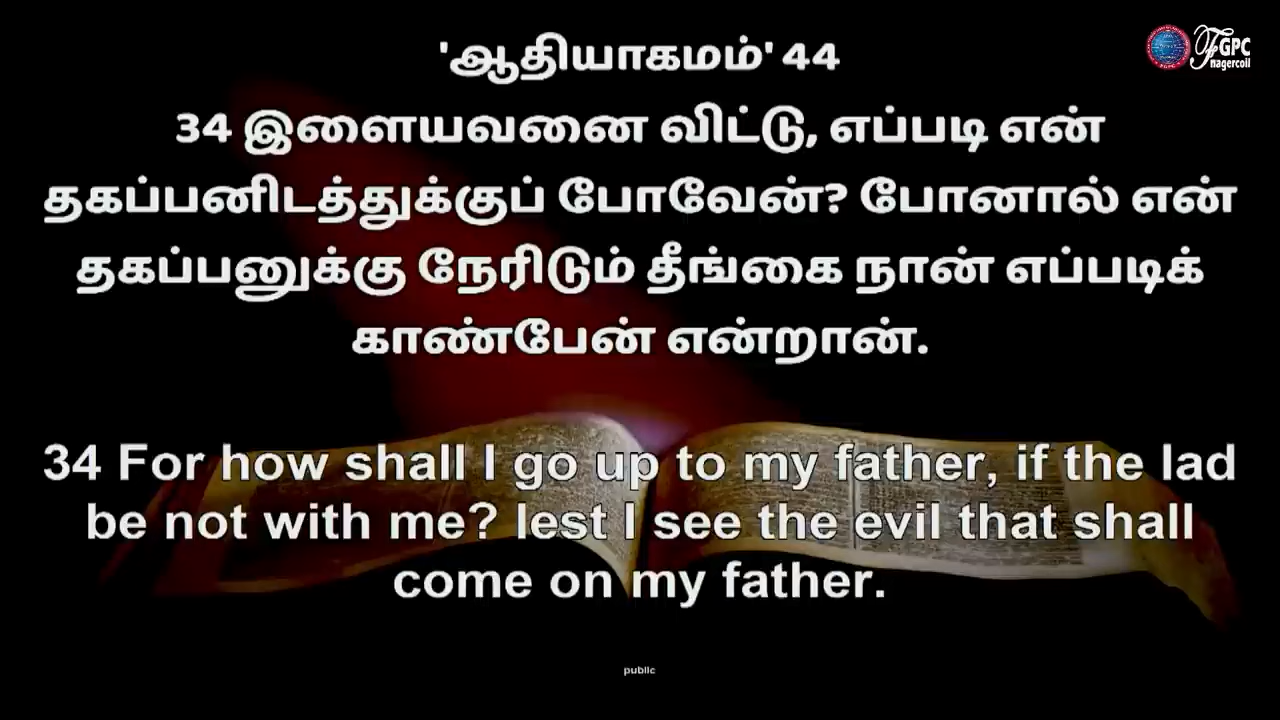 'ஆதியாகமம்' 44
34 இளையவனை விட்டு, எப்படி என்
தகப்பனிடத்துக்குப் போவேன்? போனால் என்
தகப்பனுக்கு நேரிடும் தீங்கை நான் எப்படிக்
காண்பேன் என்றான்.
34 For how shall I go up to my father, if the lad
be not with me? lest I see the evil that shall
come on my father.
public
FGPC
nagercoil